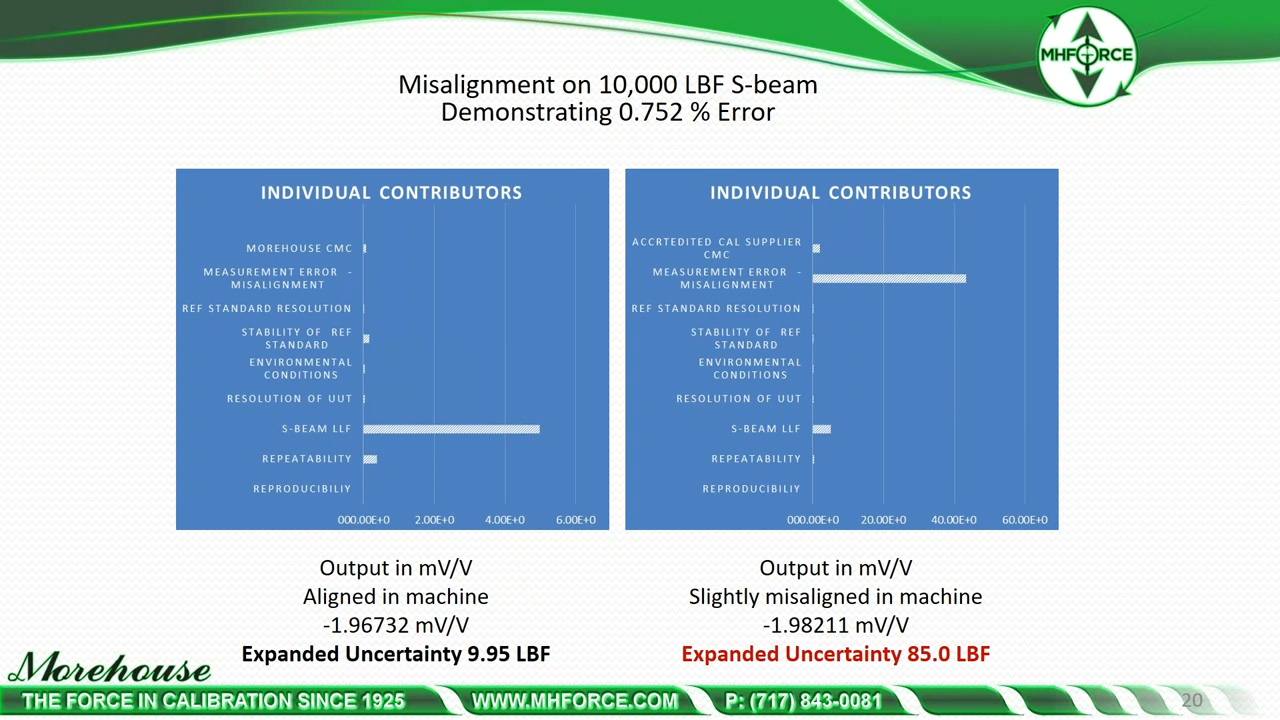 MHFORCE
Misalignment on 10,000 LBF S-beam
Demonstrating 0.752 % Error
INDIVIDUAL CONTRIBUTORS
MOREHOUSE CMC
MEASUREMENT ERROR -
MISALIGNMENT
REF STANDARD RESOLUTION
STABILITY OF REF
STANDARD
ENVIRONMENTAL
CONDITIONS
RESOLUTION OF UUT
S-BEAM LLF
REPEATABILITY
REPRODUCIBILIY
000.00E+0 2.00E+0 4.00E+0 6.00E+0
INDIVIDUAL CONTRIBUTORS
ACCRTEDITED CAL SUPPLIER
CMC
MEASUREMENT ERROR -
MISALIGNMENT
REF STANDARD RESOLUTION
STABILITY OF REF
STANDARD
ENVIRONMENTAL
CONDITIONS
RESOLUTION OF UUT
S-BEAM LLF
REPEATABILITY
REPRODUCIBILIY
000.00E+0 20.00E+0 40.00E+0 60.00E+0
Output in mV/V
Aligned in machine
-1.96732 mV/V
Expanded Uncertainty 9.95 LBF
Output in mV/V
Slightly misaligned in machine
-1.98211 mV/V
Expanded Uncertainty 85.0 LBF
Morehouse
THE FORCE IN CALIBRATION SINCE 1925 WWW.MHFORCE.COM P: (717) 843-0081 20